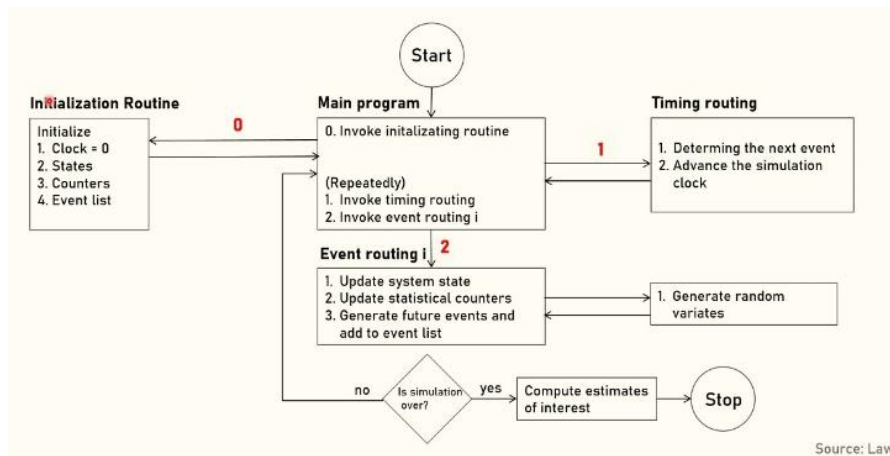 Start
Initialization Routine
Initialize
1. Clock = 0
2. States
3. Counters
4. Event list
0
Main program
0. Invoke initalizating routine
(Repeatedly)
1. Invoke timing routing
2. Invoke event routing i
1
Timing routing
1. Determining the next event
2. Advance the simulation
clock
2
Event routing i
1. Update system state
2. Update statistical counters
3. Generate future events and
add to event list
1. Generate random
variates
Is simulation
over?
no
yes
Compute estimates
of interest
Stop
Source: Law